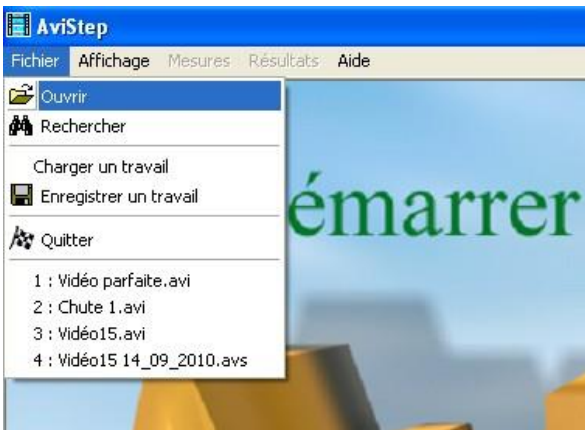 AviStep
Fichier Affichage Mesures Résultats Aide
Ouvrir
Rechercher
Charger un travail
Enregistrer un travail
Quitter
1 : Vidéo parfaite.avi
2 : Chute 1.avi
3 : Vidéo15.avi
4 : Vidéo15 14_09_2010.avs
émarrer